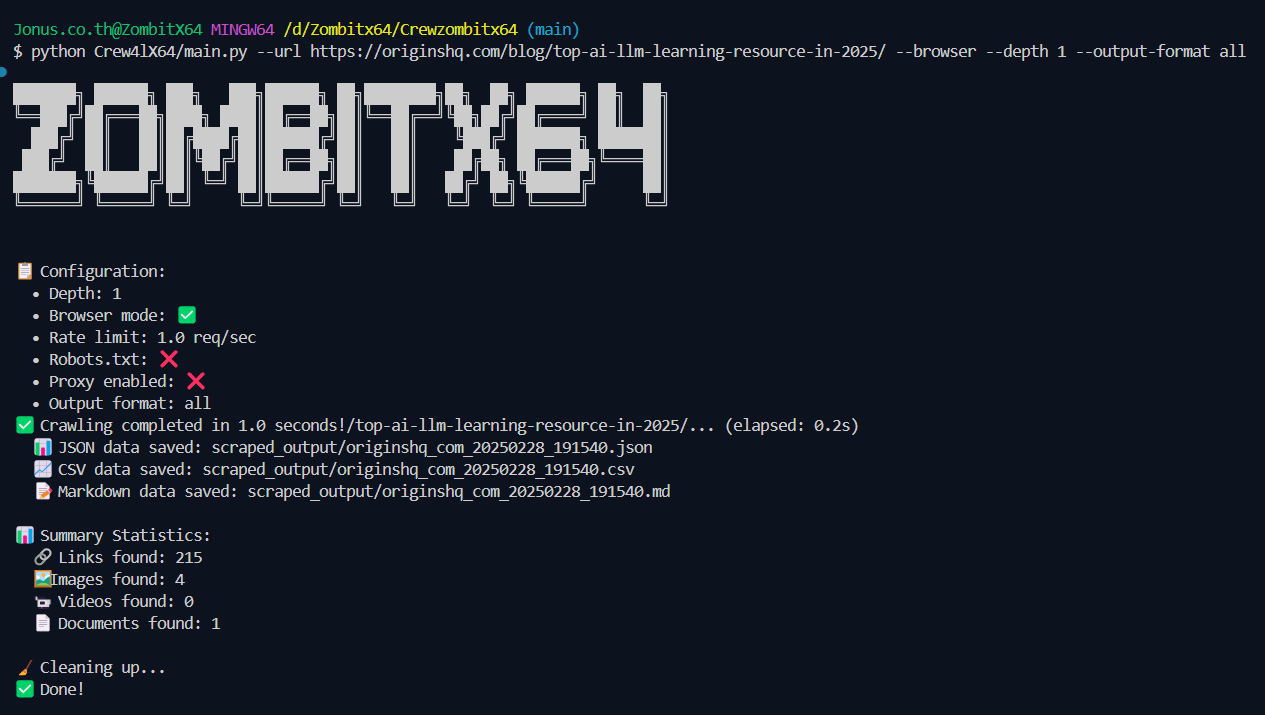 Jonus.co.th@ZombitX64 MINGW64 /d/Zombitx64/Crewzombitx64 (main)
$ python Crew4lX64/main.py --url https://originshq.com/blog/top-ai-llm-learning-resource-in-2025/ --browser --depth 1 --output-format all
ZOMBITX64
📋 Configuration:
• Depth: 1
• Browser mode: ✅
• Rate limit: 1.0 req/sec
• Robots.txt: ❌
• Proxy enabled: ❌
• Output format: all
✅ Crawling completed in 1.0 seconds!/top-ai-llm-learning-resource-in-2025/... (elapsed: 0.2s)
📊 JSON data saved: scraped_output/originshq_com_20250228_191540.json
📈 CSV data saved: scraped_output/originshq_com_20250228_191540.csv
📝 Markdown data saved: scraped_output/originshq_com_20250228_191540.md
📊 Summary Statistics:
🔗 Links found: 215
🖼️Images found: 4
📹 Videos found: 0
📄 Documents found: 1
🧹 Cleaning up...
✅ Done!